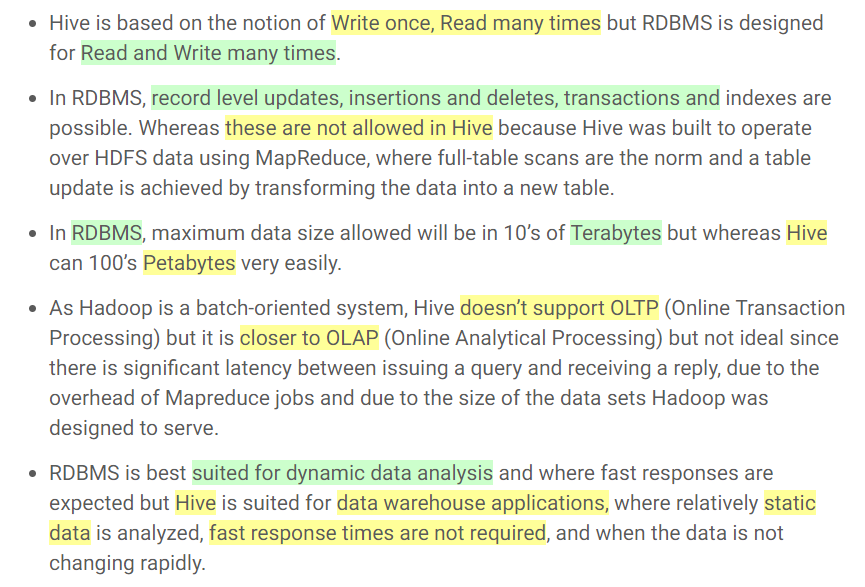 Hive is based on the notion of Write once, Read many times but RDBMS is designed
for Read and Write many times.
In RDBMS, record level updates, insertions and deletes, transactions and indexes are
possible. Whereas these are not allowed in Hive because Hive was built to operate
over HDFS data using MapReduce, where full-table scans are the norm and a table
update is achieved by transforming the data into a new table.
In RDBMS, maximum data size allowed will be in 10’s of Terabytes but whereas Hive
can 100’s Petabytes very easily.
As Hadoop is a batch-oriented system, Hive doesn’t support OLTP (Online Transaction
Processing) but it is closer to OLAP (Online Analytical Processing) but not ideal since
there is significant latency between issuing a query and receiving a reply, due to the
overhead of Mapreduce jobs and due to the size of the data sets Hadoop was
designed to serve.
RDBMS is best suited for dynamic data analysis and where fast responses are
expected but Hive is suited for data warehouse applications, where relatively static
data is analyzed, fast response times are not required, and when the data is not
changing rapidly.